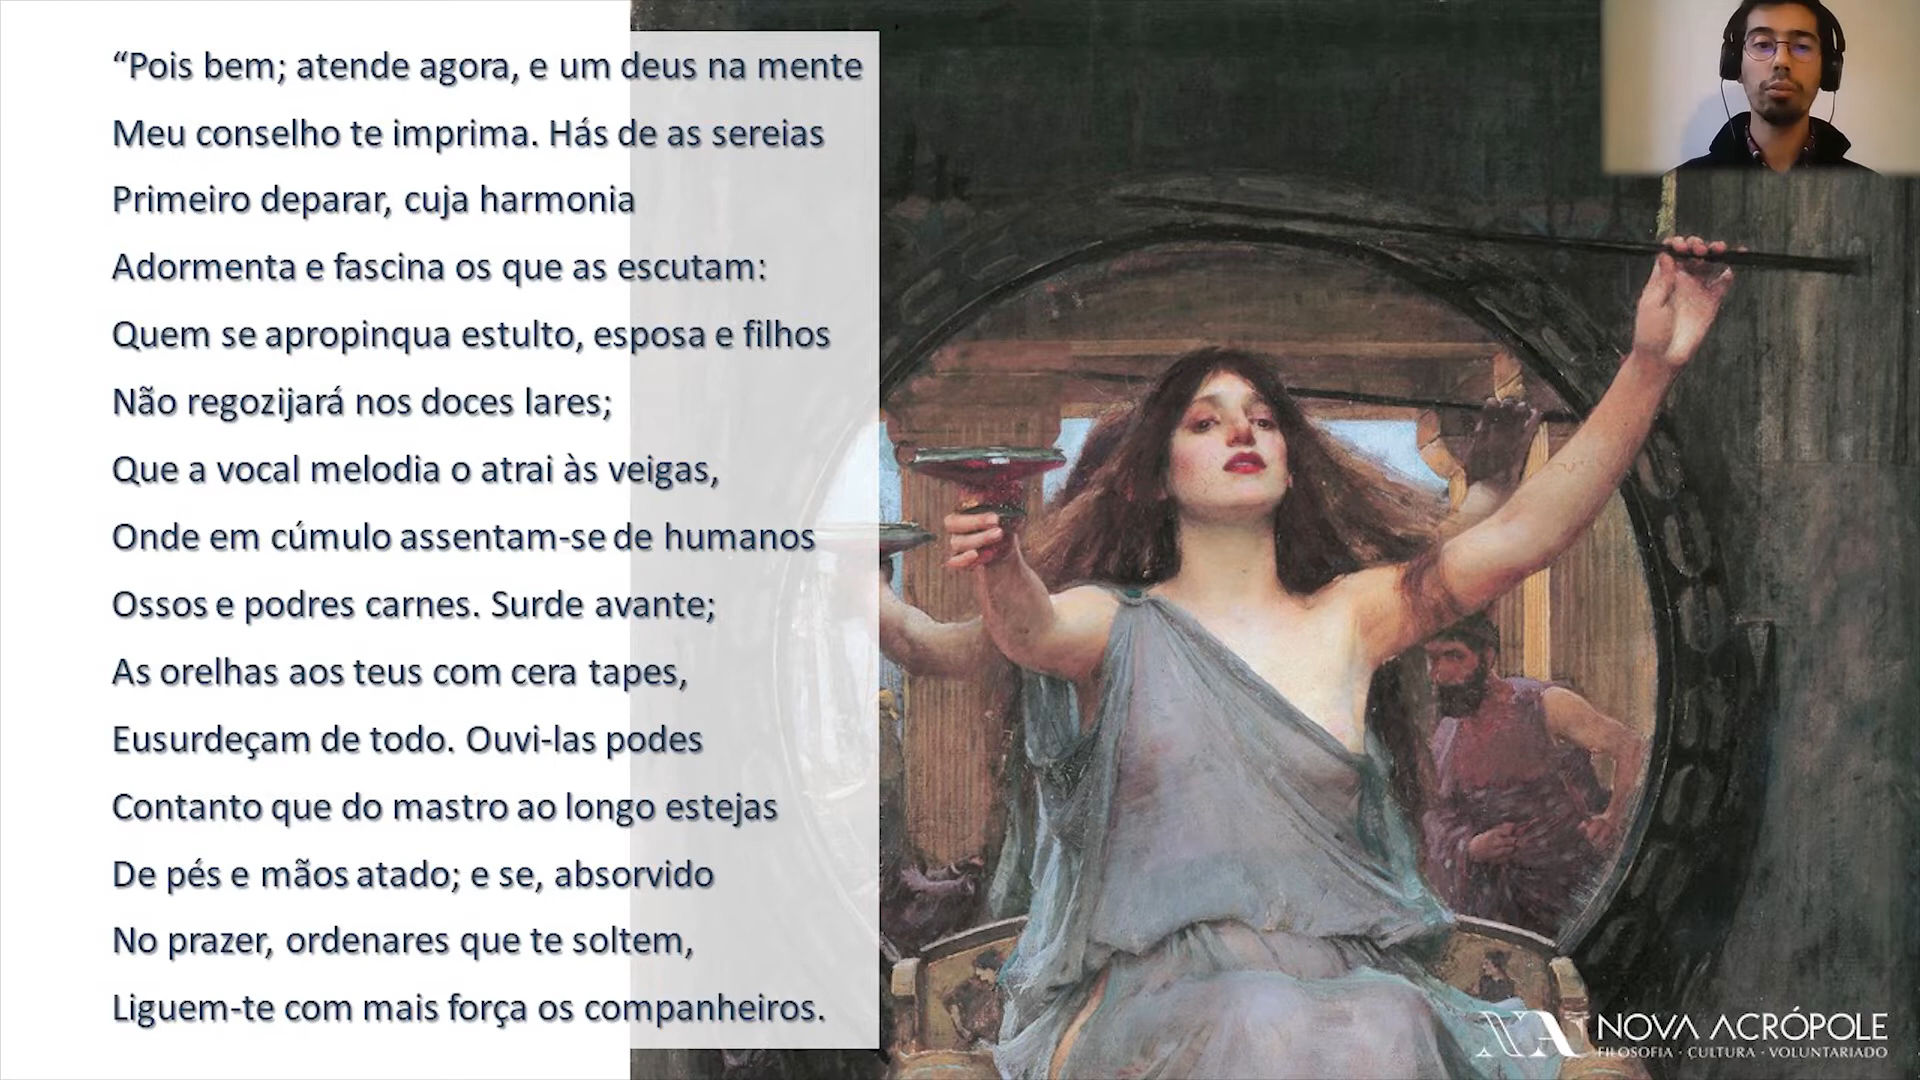 “Pois bem; atende agora, e um deus na mente
Meu conselho te imprima. Hás de as sereias
Primeiro deparar, cuja harmonia
Adormenta e fascina os que as escutam:
Quem se apropinqua estulto, esposa e filhos
Não regozijará nos doces lares;
Que a vocal melodia o atrai às veigas,
Onde em cúmulo assentam-se de humanos
Ossos e podres carnes. Surde avante;
As orelhas aos teus com cera tapes,
Eusurdeçam de todo. Ouvi-las podes
Contanto que do mastro ao longo estejas
De pés e mãos atado; e se, absorvido
No prazer, ordenares que te soltem,
Liguem-te com mais força os companheiros.
NA NOVA ACRÓPOLE
FILOSOFIA · CULTURA · VOLUNTARIADO